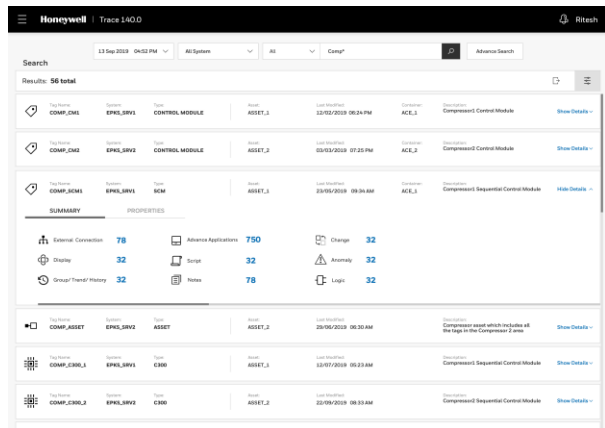 Honeywell | Trace 140.0 Ritesh
13 Sep 2019 04:52 PM All System All Comp* Advance Search
Search
Results: 56 total
Tag Name System Type Asset Last Modified Container Description
COMP_CM1 EPKS_SRV1 CONTROL MODULE ASSET_1 12/02/2019 06:24 PM ACE_1 Compressor1 Control Module Show Details
Tag Name System Type Asset Last Modified Container Description
COMP_CM2 EPKS_SRV2 CONTROL MODULE ASSET_2 03/03/2019 07:25 PM ACE_2 Compressor2 Control Module Show Details
Tag Name System Type Asset Last Modified Container Description
COMP_SCM1 EPKS_SRV1 SCM ASSET_1 23/05/2019 09:34 AM ACE_1 Compressor1 Sequential Control Module Hide Details
SUMMARY PROPERTIES
External Connection 78 Advance Applications 750 Change 32
Display 32 Script 32 Anomaly 32
Group/Trend/History 32 Notes 78 Logic 32
Tag Name System Type Asset Last Modified Description
COMP_ASSET EPKS_SRV2 ASSET ASSET_2 29/06/2019 06:30 AM Compressor asset which includes all
the tags in the Compressor 2 area Show Details
Tag Name System Type Asset Last Modified Description
COMP_C300_1 EPKS_SRV1 C300 ASSET_1 12/07/2019 05:23 AM Compressor1 Sequential Control Module Show Details
Tag Name System Type Asset Last Modified Description
COMP_C300_2 EPKS_SRV2 C300 ASSET_2 22/09/2019 08:33 AM Compressor2 Sequential Control Module Show Details